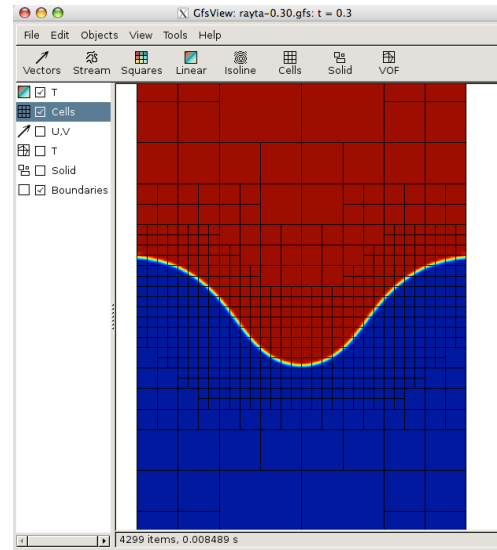 GfsView: rayta-0.30.gfs: t = 0.3
File Edit Objects View Tools Help
Vectors Stream Squares Linear Isoline Cells Solid VOF
T
Cells
U,V
T
Solid
Boundaries
4299 items, 0.008489 s